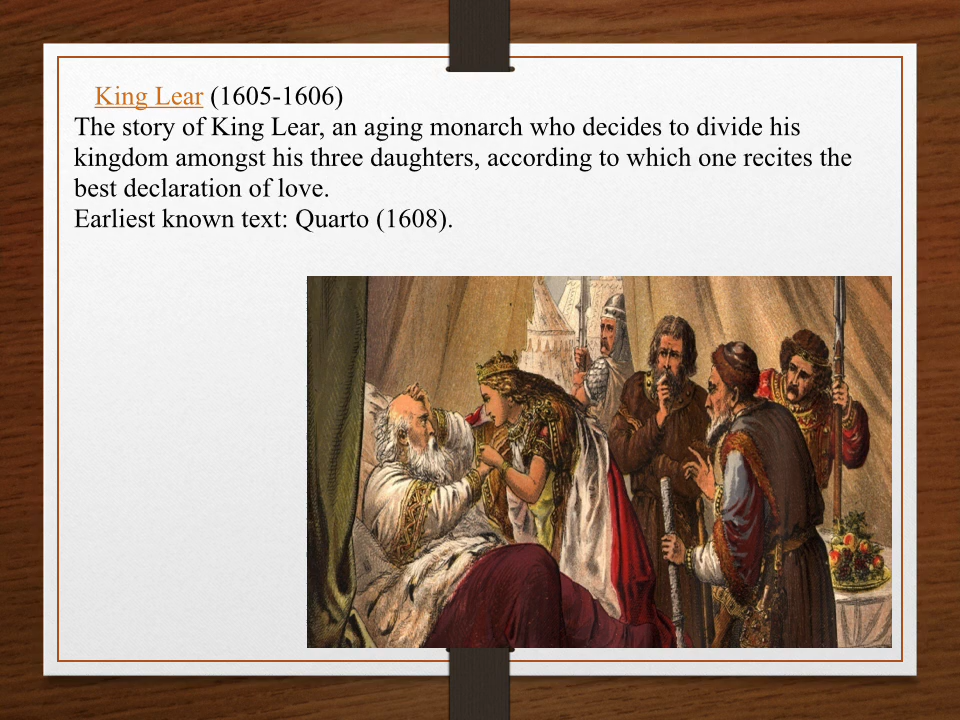 King Lear (1605-1606)
The story of King Lear, an aging monarch who decides to divide his
kingdom amongst his three daughters, according to which one recites the
best declaration of love.
Earliest known text: Quarto (1608).